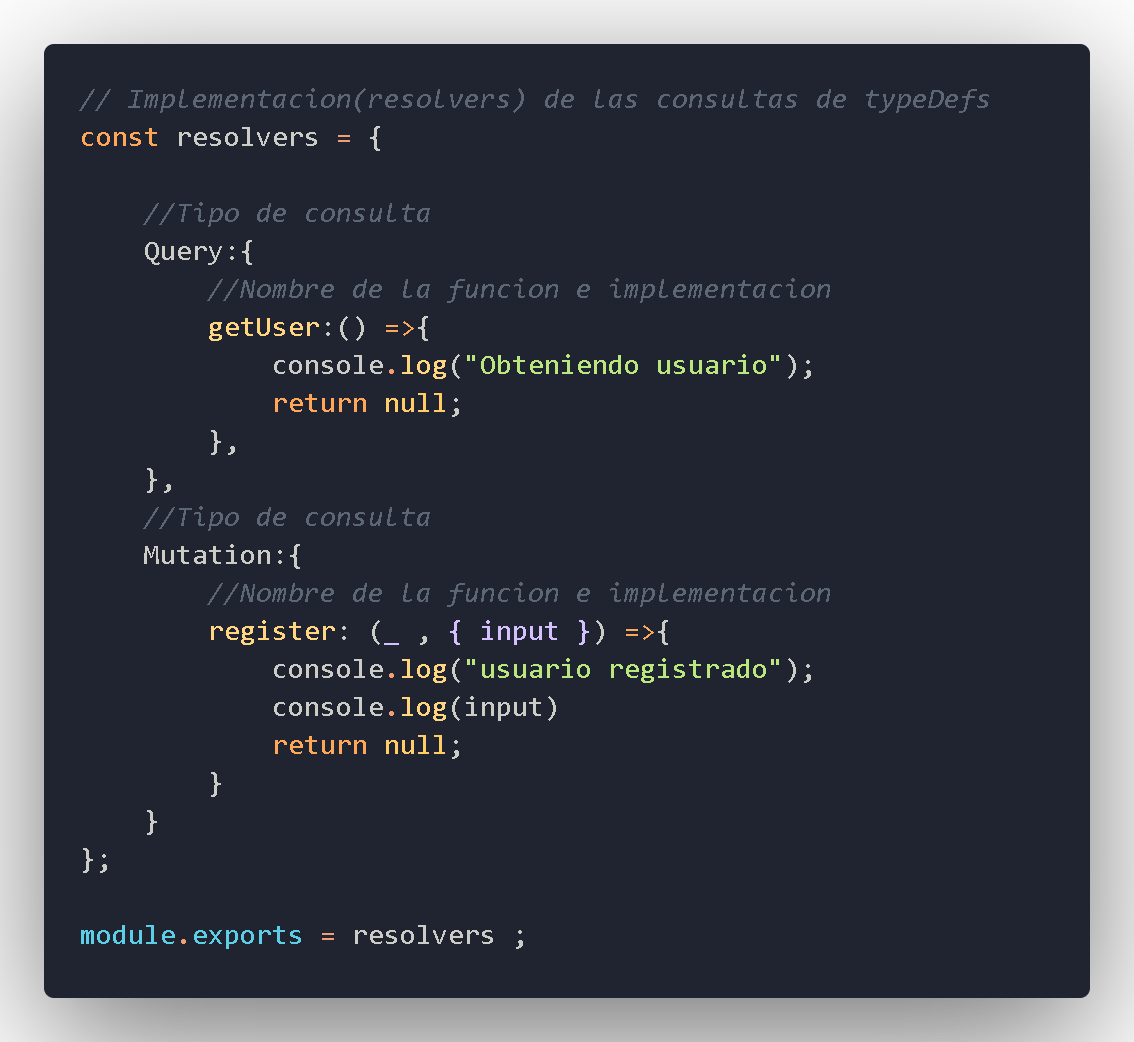 // Implementacion(resolvers) de las consultas de typeDefs
const resolvers = {
//Tipo de consulta
Query:{
//Nombre de la funcion e implementacion
getUser:() =>{
console.log("Obteniendo usuario");
return null;
},
},
//Tipo de consulta
Mutation:{
//Nombre de la funcion e implementacion
register: (_ , { input }) =>{
console.log("usuario registrado");
console.log(input)
return null;
}
}
};
module.exports = resolvers ;